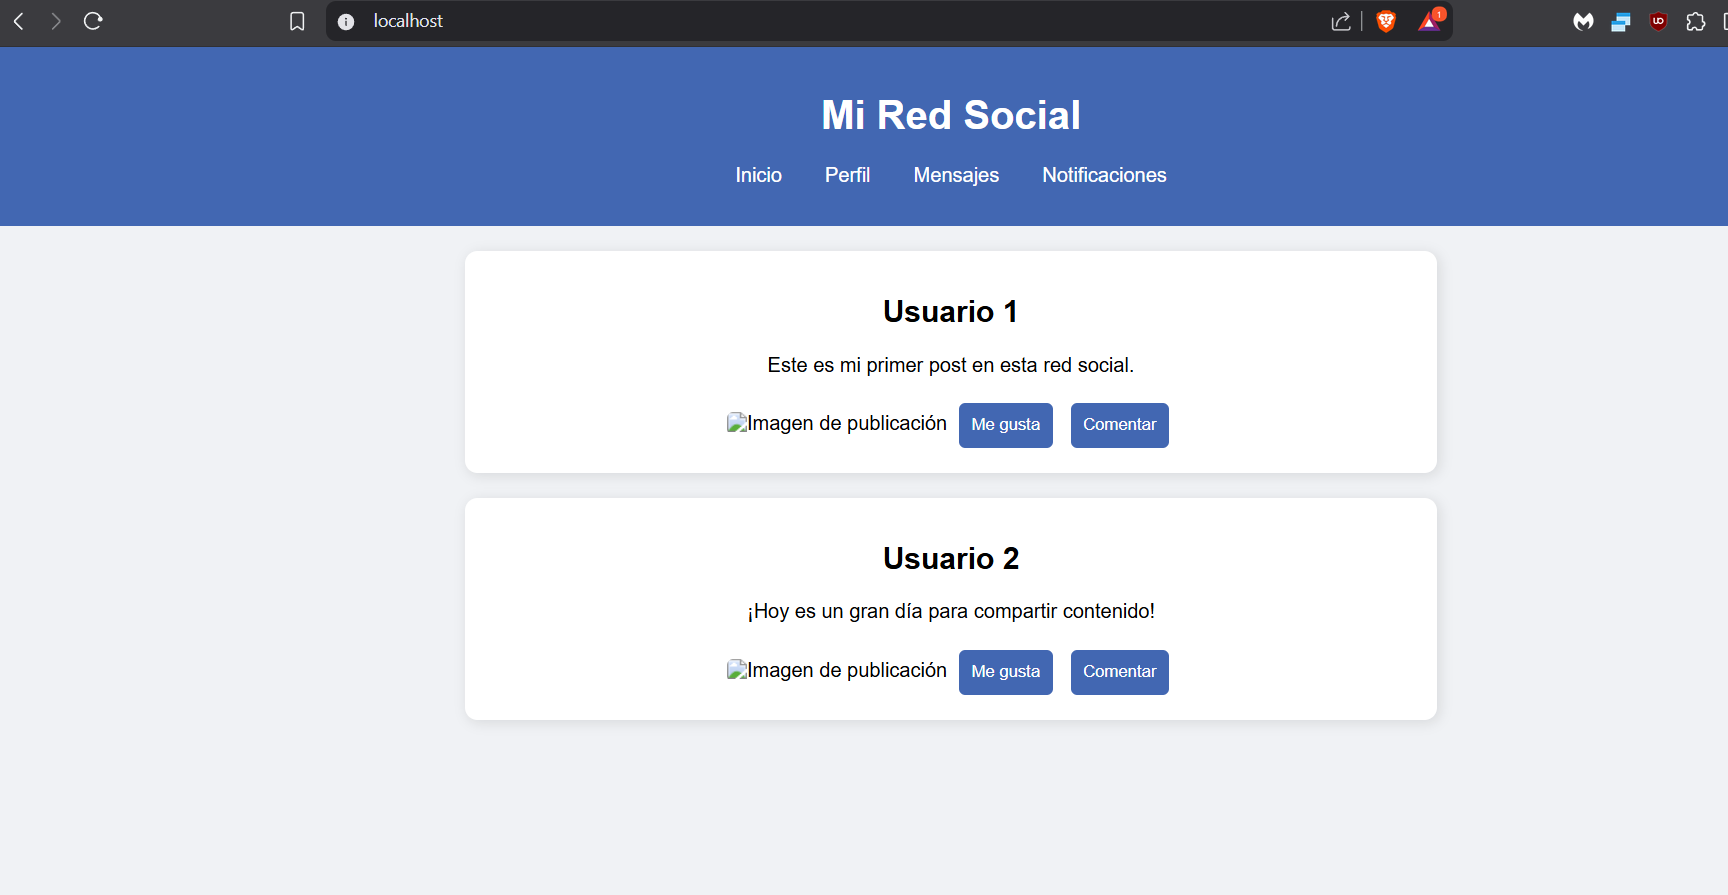 localhost
1
UD
Mi Red Social
Inicio Perfil Mensajes Notificaciones
Usuario 1
Este es mi primer post en esta red social.
Imagen de publicación Me gusta Comentar
Usuario 2
¡Hoy es un gran día para compartir contenido!
Imagen de publicación Me gusta Comentar